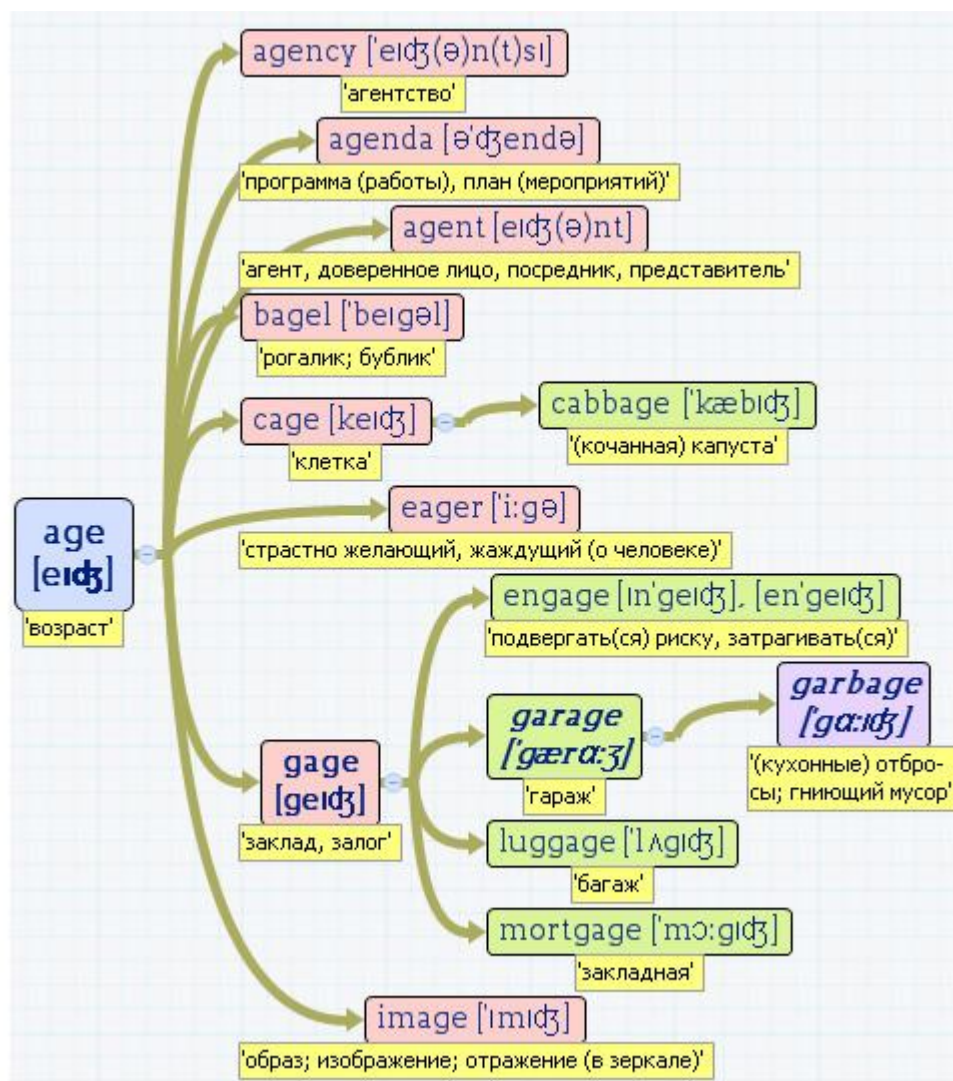 agency ['eɪʤ(ə)n(t)sɪ]
'агентство'
agenda [ə'ʤendə]
'программа (работы), план (мероприятий)'
agent [eɪʤ(ə)nt]
'агент, доверенное лицо, посредник, представитель'
bagel ['beɪgəl]
'рогалик; бублик'
cage [keɪʤ]
'клетка'
cabbage ['kæbɪʤ]
'(кочанная) капуста'
age
[eɪʤ]
'возраст'
eager ['i:gə]
'страстно желающий, жаждущий (о человеке)'
engage [ɪn'geɪʤ], [en'geɪʤ]
'подвергать(ся) риску, затрагивать(ся)'
gage
[geɪʤ]
'заклад, залог'
garage
['gærɑ:ʒ]
'гараж'
garbage
['gɑ:ɪʤ]
'(кухонные) отбро-
сы; гниющий мусор'
luggage ['lʌgɪʤ]
'багаж'
mortgage ['mɔ:gɪʤ]
'закладная'
image ['ɪmɪʤ]
'образ; изображение; отражение (в зеркале)'